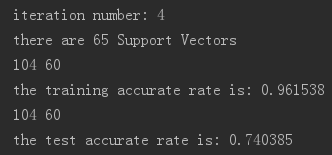 iteration number: 4
there are 65 Support Vectors
104 60
the training accurate rate is: 0.961538
104 60
the test accurate rate is: 0.740385